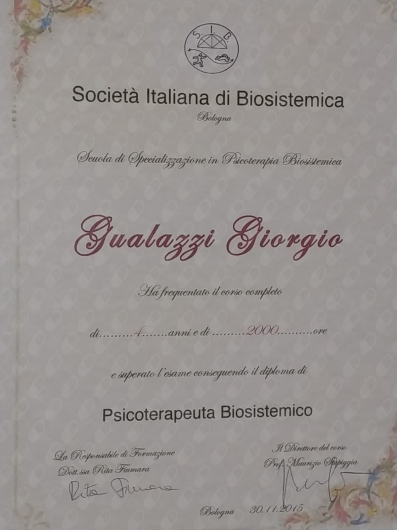 S I B
Società Italiana di Biosistemica
Bologna
Scuola di Specializzazione in Psicoterapia Biosistemica
Gualazzi Giorgio
Ha frequentato il corso completo
di.........4.......anni e di .........2000..........ore
e superato l'esame conseguendo il diploma di
Psicoterapeuta Biosistemico
La Responsabile di Formazione
Dott.ssa Rita Fiumara
Rita Fiumara
Il Direttore del corso
Prof. Maurizio Stupiggia
Bologna 30.11.2015